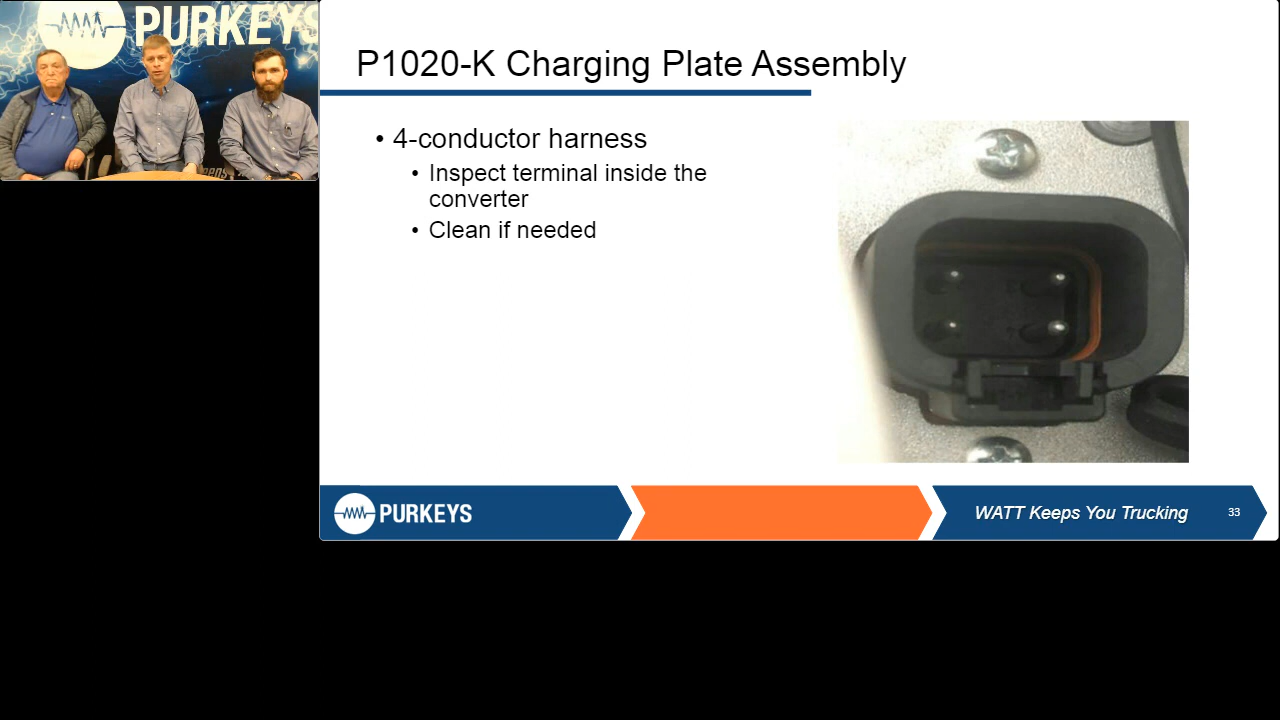 PURKEYS
P1020-K Charging Plate Assembly
• 4-conductor harness
• Inspect terminal inside the
converter
• Clean if needed
PURKEYS
WATT Keeps You Trucking
33